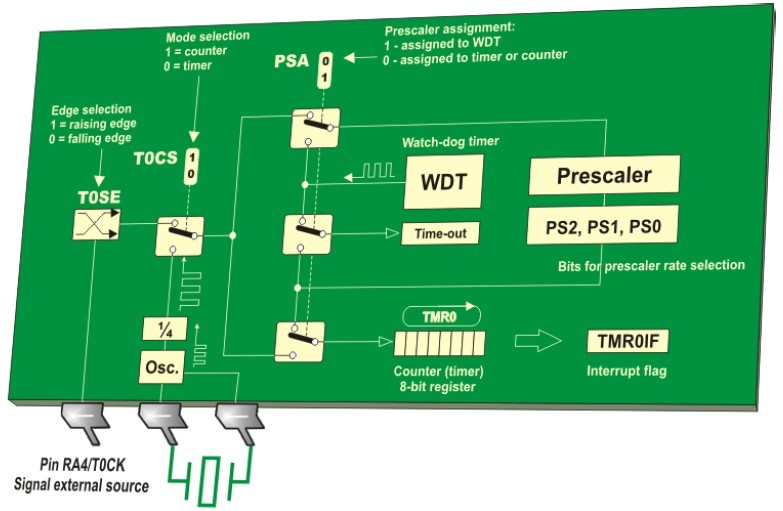 Mode selection
1 = counter
0 = timer
Prescaler assignment:
1 - assigned to WDT
0 - assigned to timer or counter
PSA
0
1
Edge selection
1 = raising edge
0 = falling edge
T0CS
1
0
Watch-dog timer
WDT
Prescaler
T0SE
Time-out
PS2, PS1, PS0
Bits for prescaler rate selection
TMR0
¼
Osc.
TMR0IF
Counter (timer)
8-bit register
Interrupt flag
Pin RA4/T0CK
Signal external source